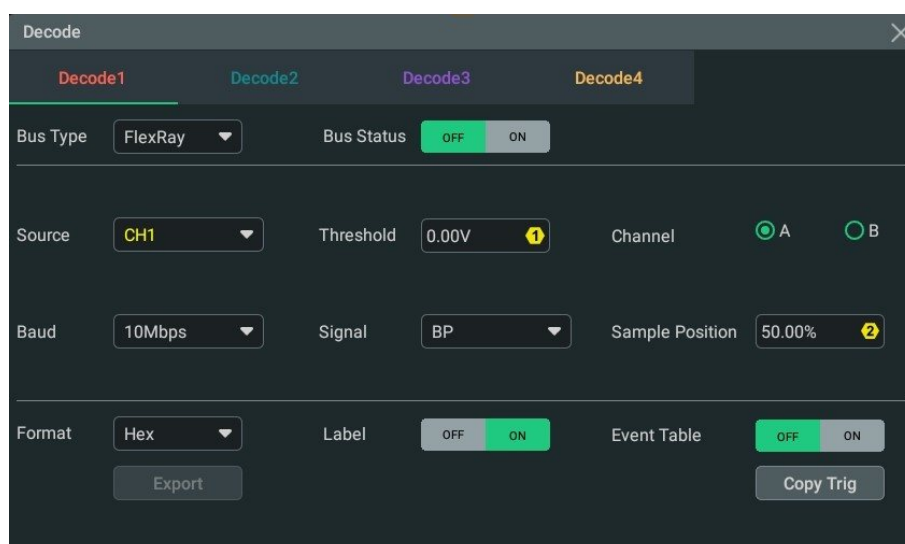 Decode
Decode1 Decode2 Decode3 Decode4
Bus Type FlexRay Bus Status OFF ON
Source CH1 Threshold 0.00V 1 Channel A B
Baud 10Mbps Signal BP Sample Position 50.00% 2
Format Hex Label OFF ON Event Table OFF ON
Export Copy Trig